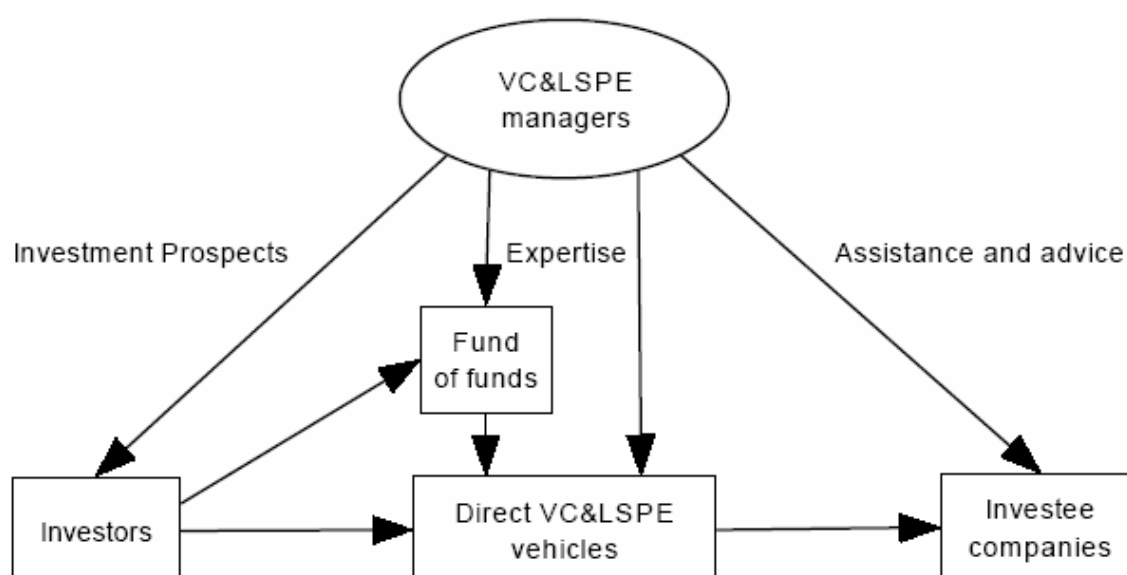 VC&LSPE
managers
Investment Prospects
Expertise
Assistance and advice
Fund
of funds
Investors
Direct VC&LSPE
vehicles
Investee
companies